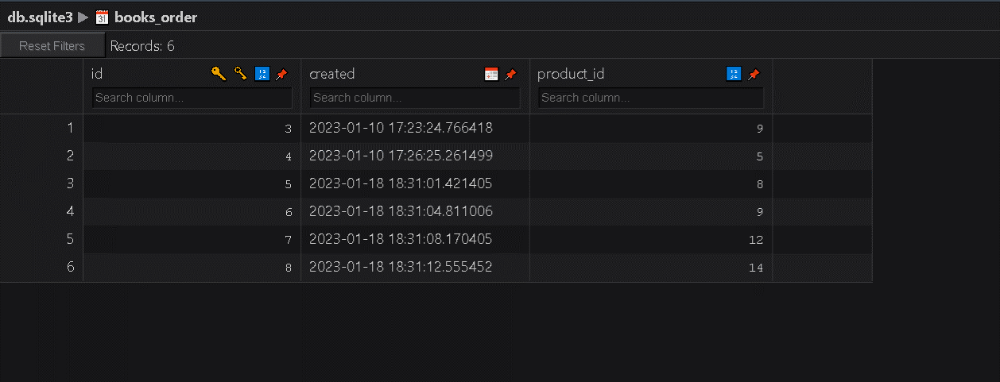 db.sqlite3 ▶ books_order
Reset Filters Records: 6
id created product_id
Search column... Search column... Search column...
1 3 2023-01-10 17:23:24.766418 9
2 4 2023-01-10 17:26:25.261499 5
3 5 2023-01-18 18:31:01.421405 8
4 6 2023-01-18 18:31:04.811006 9
5 7 2023-01-18 18:31:08.170405 12
6 8 2023-01-18 18:31:12.555452 14